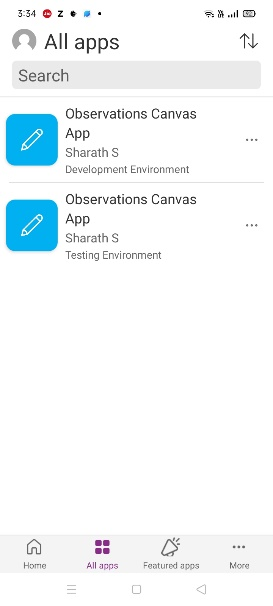 3:34
All apps
Search
Observations Canvas
App
Sharath S
Development Environment
Observations Canvas
App
Sharath S
Testing Environment
Home
All apps
Featured apps
More